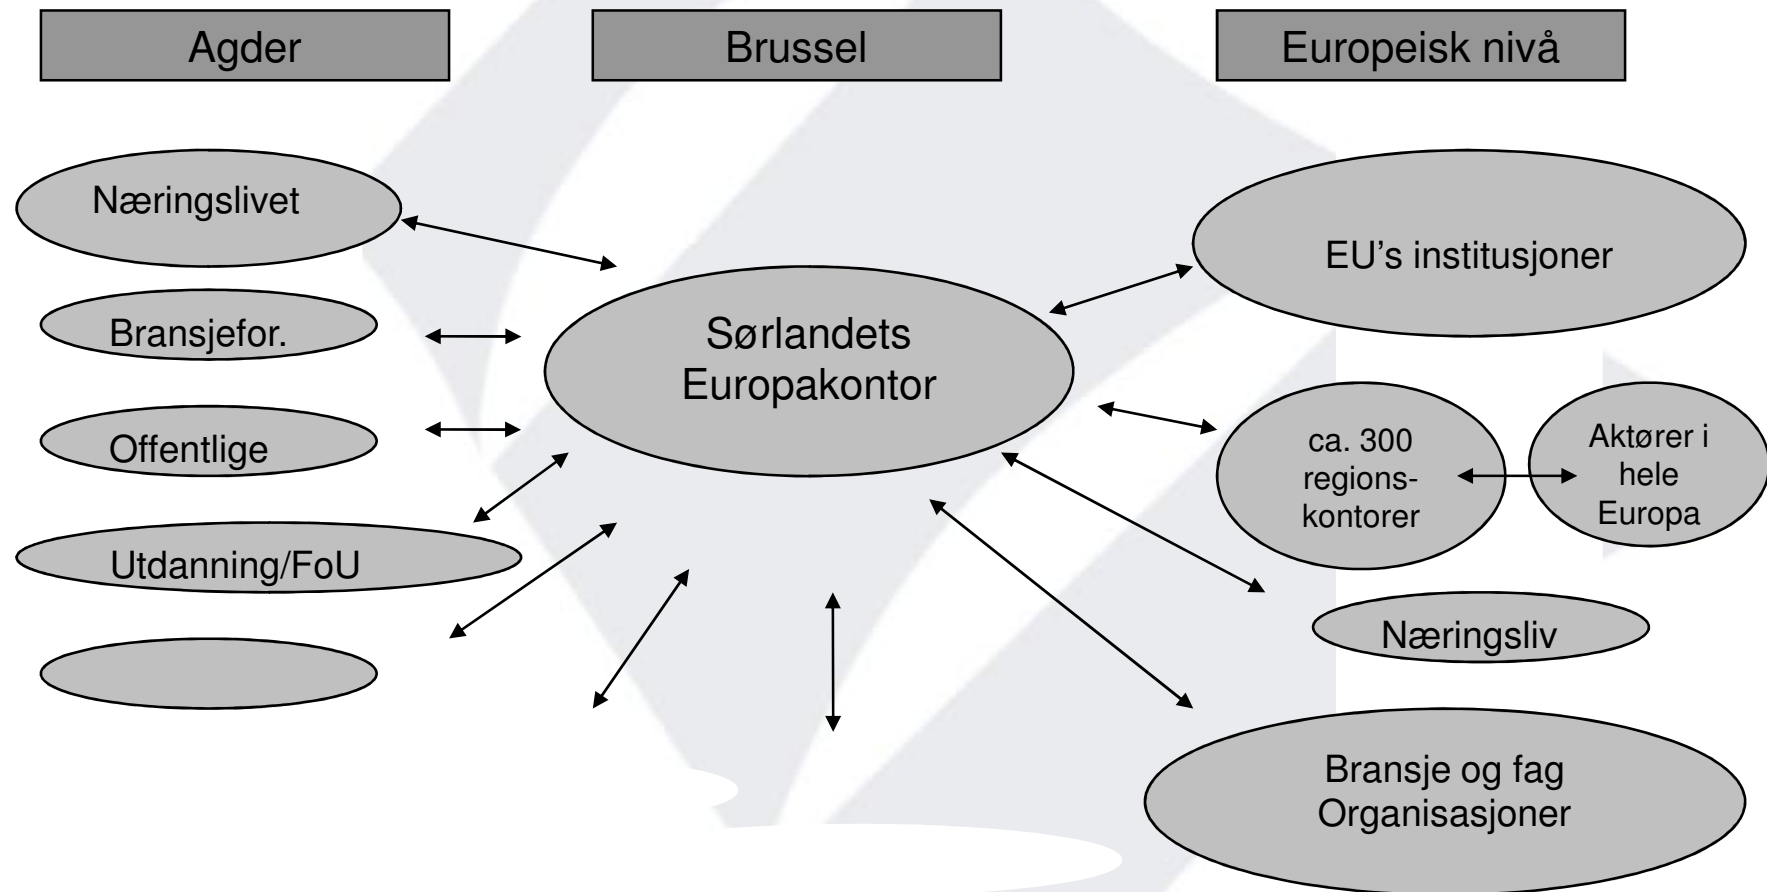 Agder
Brussel
Europeisk nivå
Næringslivet
Bransjefor.
Offentlige
Utdanning/FoU
Sørlandets
Europakontor
EU's institusjoner
ca. 300
regions-
kontorer
Aktører i
hele
Europa
Næringsliv
Bransje og fag
Organisasjoner